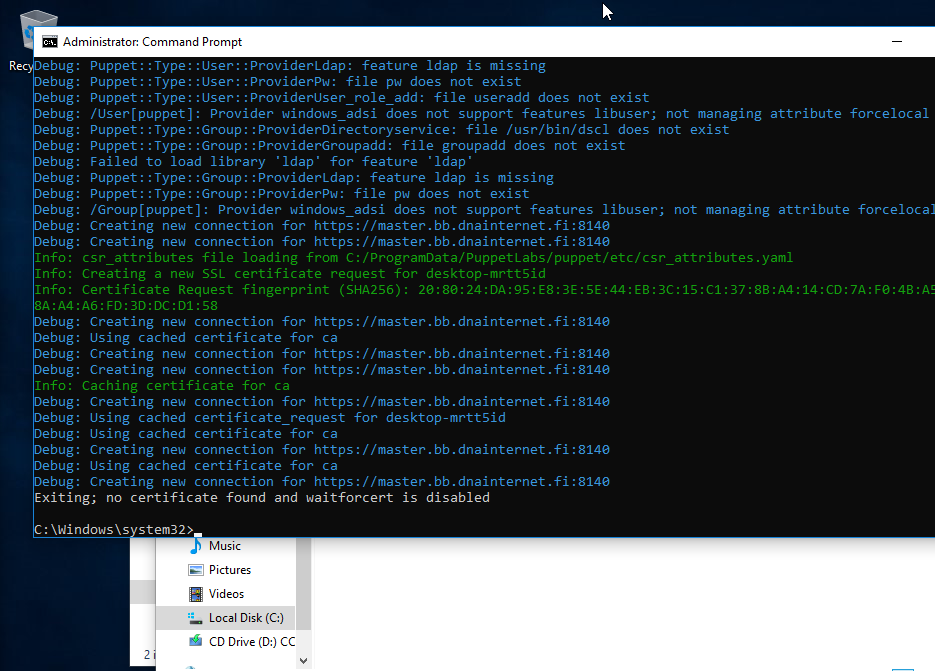 Administrator: Command Prompt
Recy
Debug: Puppet::Type::User::ProviderLdap: feature ldap is missing
Debug: Puppet::Type::User::ProviderPw: file pw does not exist
Debug: Puppet::Type::User::ProviderUser_role_add: file useradd does not exist
Debug: /User[puppet]: Provider windows_adsi does not support features libuser; not managing attribute forcelocal
Debug: Puppet::Type::Group::ProviderDirectoryservice: file /usr/bin/dscl does not exist
Debug: Puppet::Type::Group::ProviderGroupadd: file groupadd does not exist
Debug: Failed to load library 'ldap' for feature 'ldap'
Debug: Puppet::Type::Group::ProviderLdap: feature ldap is missing
Debug: Puppet::Type::Group::ProviderPw: file pw does not exist
Debug: /Group[puppet]: Provider windows_adsi does not support features libuser; not managing attribute forcelocal
Debug: Creating new connection for https://master.bb.dnainternet.fi:8140
Debug: Creating new connection for https://master.bb.dnainternet.fi:8140
Info: csr_attributes file loading from C:/ProgramData/PuppetLabs/puppet/etc/csr_attributes.yaml
Info: Creating a new SSL certificate request for desktop-mrtt5id
Info: Certificate Request fingerprint (SHA256): 20:80:24:DA:95:E8:3E:5E:44:EB:3C:15:C1:37:8B:A4:14:CD:7A:F0:4B:A5
8A:A4:A6:FD:3D:DC:D1:58
Debug: Creating new connection for https://master.bb.dnainternet.fi:8140
Debug: Using cached certificate for ca
Debug: Creating new connection for https://master.bb.dnainternet.fi:8140
Debug: Creating new connection for https://master.bb.dnainternet.fi:8140
Info: Caching certificate for ca
Debug: Creating new connection for https://master.bb.dnainternet.fi:8140
Debug: Using cached certificate_request for desktop-mrtt5id
Debug: Using cached certificate for ca
Debug: Creating new connection for https://master.bb.dnainternet.fi:8140
Debug: Using cached certificate for ca
Debug: Creating new connection for https://master.bb.dnainternet.fi:8140
Exiting; no certificate found and waitforcert is disabled
C:\Windows\system32>
Music
Pictures
Videos
Local Disk (C:)
CD Drive (D:) CC
2 i